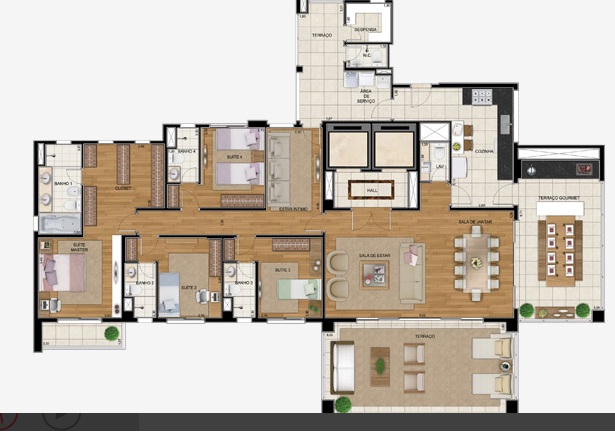 TERRAÇO
DESPENSA
W.C.
ÁREA
DE
SERVIÇO
COZINHA
BANHO 4
SUITE 4
LAV.
BANHO 1
CLOSET
HALL
ESTAR ÍNTIMO
TERRAÇO GOURMET
SALA DE JANTAR
SUITE
MASTER
SALA DE ESTAR
BANHO 2
SUITE 2
BANHO 3
SUITE 3
TERRAÇO